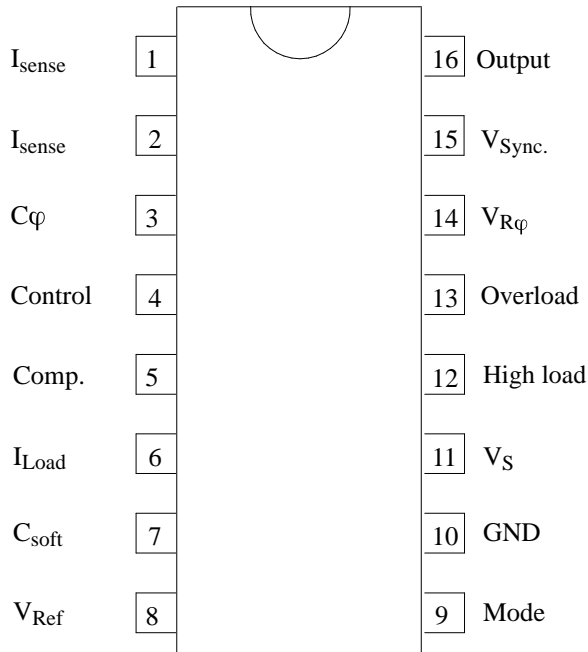 I_sense 1 16 Output
I_sense 2 15 V_Sync.
Cφ 3 14 V_Rφ
Control 4 13 Overload
Comp. 5 12 High load
I_Load 6 11 V_S
C_soft 7 10 GND
V_Ref 8 9 Mode